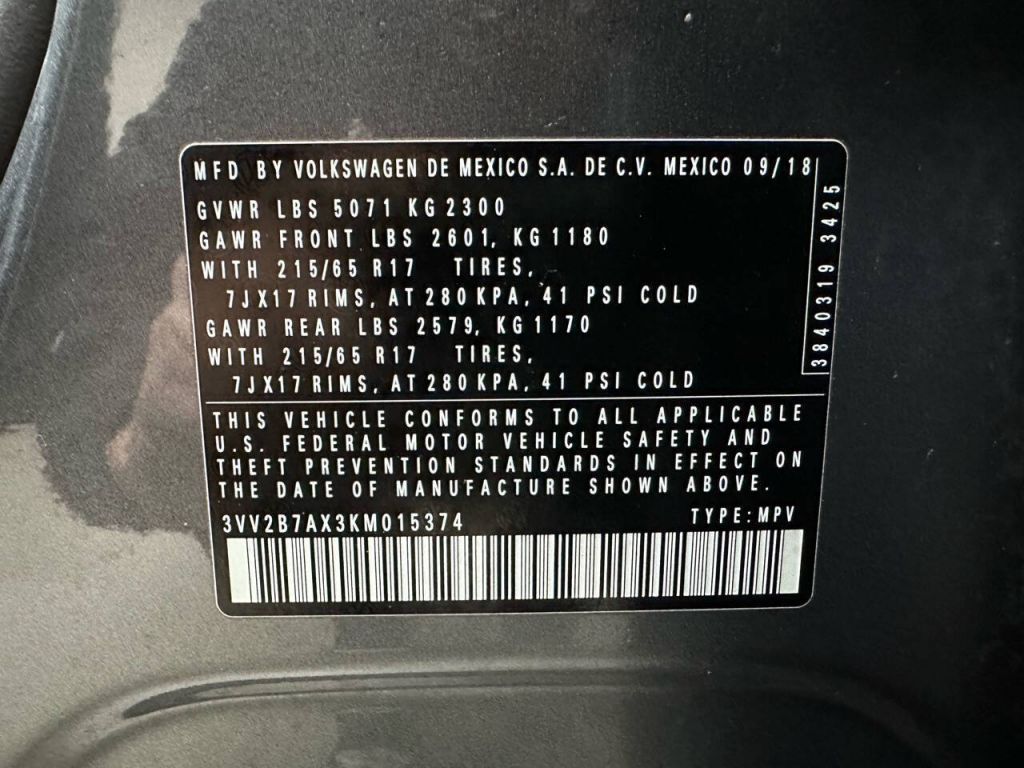 MFD BY VOLKSWAGEN DE MEXICO S.A. DE C.V. MEXICO 09/18
GVWR LBS 5071 KG 2300
GAWR FRONT LBS 2601, KG 1180
WITH 215/65 R17 TIRES,
7JX17 RIMS, AT 280 KPA, 41 PSI COLD
GAWR REAR LBS 2579, KG 1170
WITH 215/65 R17 TIRES,
7JX17 RIMS, AT 280 KPA, 41 PSI COLD
3840319 3425
THIS VEHICLE CONFORMS TO ALL APPLICABLE
U.S. FEDERAL MOTOR VEHICLE SAFETY AND
THEFT PREVENTION STANDARDS IN EFFECT ON
THE DATE OF MANUFACTURE SHOWN ABOVE.
3VV2B7AX3KM015374 TYPE: MPV